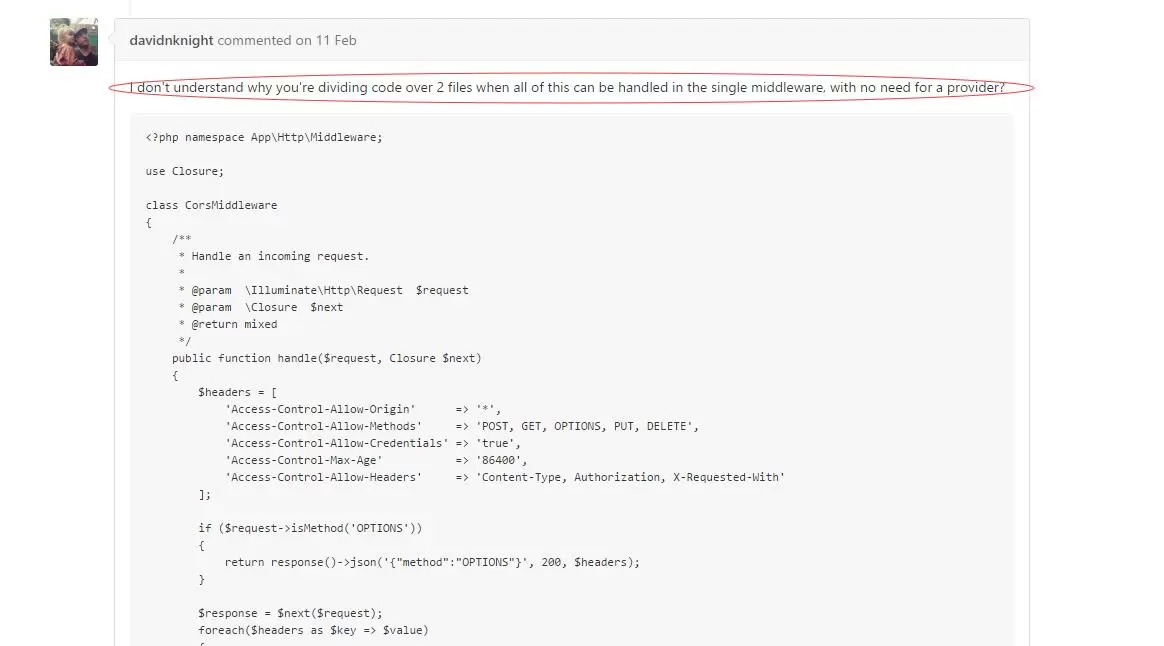 davidnknight commented on 11 Feb
I don't understand why you're dividing code over 2 files when all of this can be handled in the single middleware, with no need for a provider?
<?php namespace App\Http\Middleware;
use Closure;
class CorsMiddleware
{
/**
* Handle an incoming request.
*
* @param  \Illuminate\Http\Request  $request
* @param  \Closure  $next
* @return mixed
*/
public function handle($request, Closure $next)
{
$headers = [
'Access-Control-Allow-Origin'      => '*',
'Access-Control-Allow-Methods'     => 'POST, GET, OPTIONS, PUT, DELETE',
'Access-Control-Allow-Credentials' => 'true',
'Access-Control-Max-Age'           => '86400',
'Access-Control-Allow-Headers'     => 'Content-Type, Authorization, X-Requested-With'
];
if ($request->isMethod('OPTIONS'))
{
return response()->json('{"method":"OPTIONS"}', 200, $headers);
}
$response = $next($request);
foreach($headers as $key => $value)
{